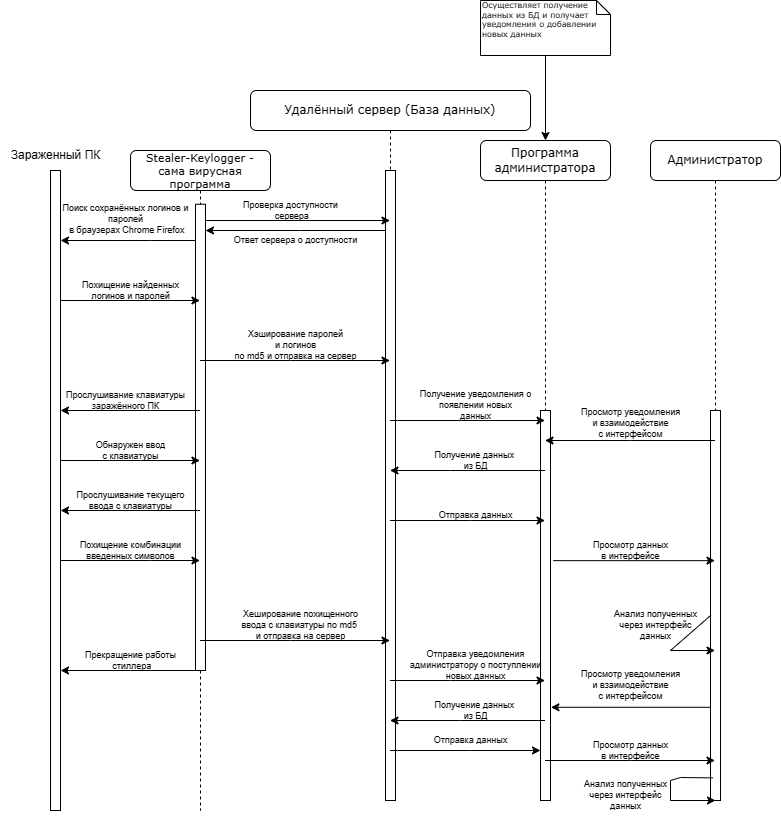 Осуществляет получение
данных из БД и получает
уведомления о добавлении
новых данных
Удалённый сервер (База данных)
Зараженный ПК
Stealer-Keylogger -
сама вирусная
программа
Программа
администратора
Администратор
Поиск сохранённых логинов и
паролей
в браузерах Chrome Firefox
Проверка доступности
сервера
Ответ сервера о доступности
Похищение найденных
логинов и паролей
Хэширование паролей
и логинов
по md5 и отправка на сервер
Прослушивание клавиатуры
заражённого ПК
Получение уведомления о
появлении новых
данных
Просмотр уведомления
и взаимодействие
с интерфейсом
Обнаружен ввод
с клавиатуры
Получение данных
из БД
Прослушивание текущего
ввода с клавиатуры
Отправка данных
Похищение комбинации
введенных символов
Просмотр данных
в интерфейсе
Хеширование похищенного
ввода с клавиатуры по md5
и отправка на сервер
Анализ полученных
через интерфейс
данных
Прекращение работы
стиллера
Отправка уведомления
администратору о поступлении
новых данных
Просмотр уведомления
и взаимодействие
с интерфейсом
Получение данных
из БД
Отправка данных
Просмотр данных
в интерфейсе
Анализ полученных
через интерфейс
данных